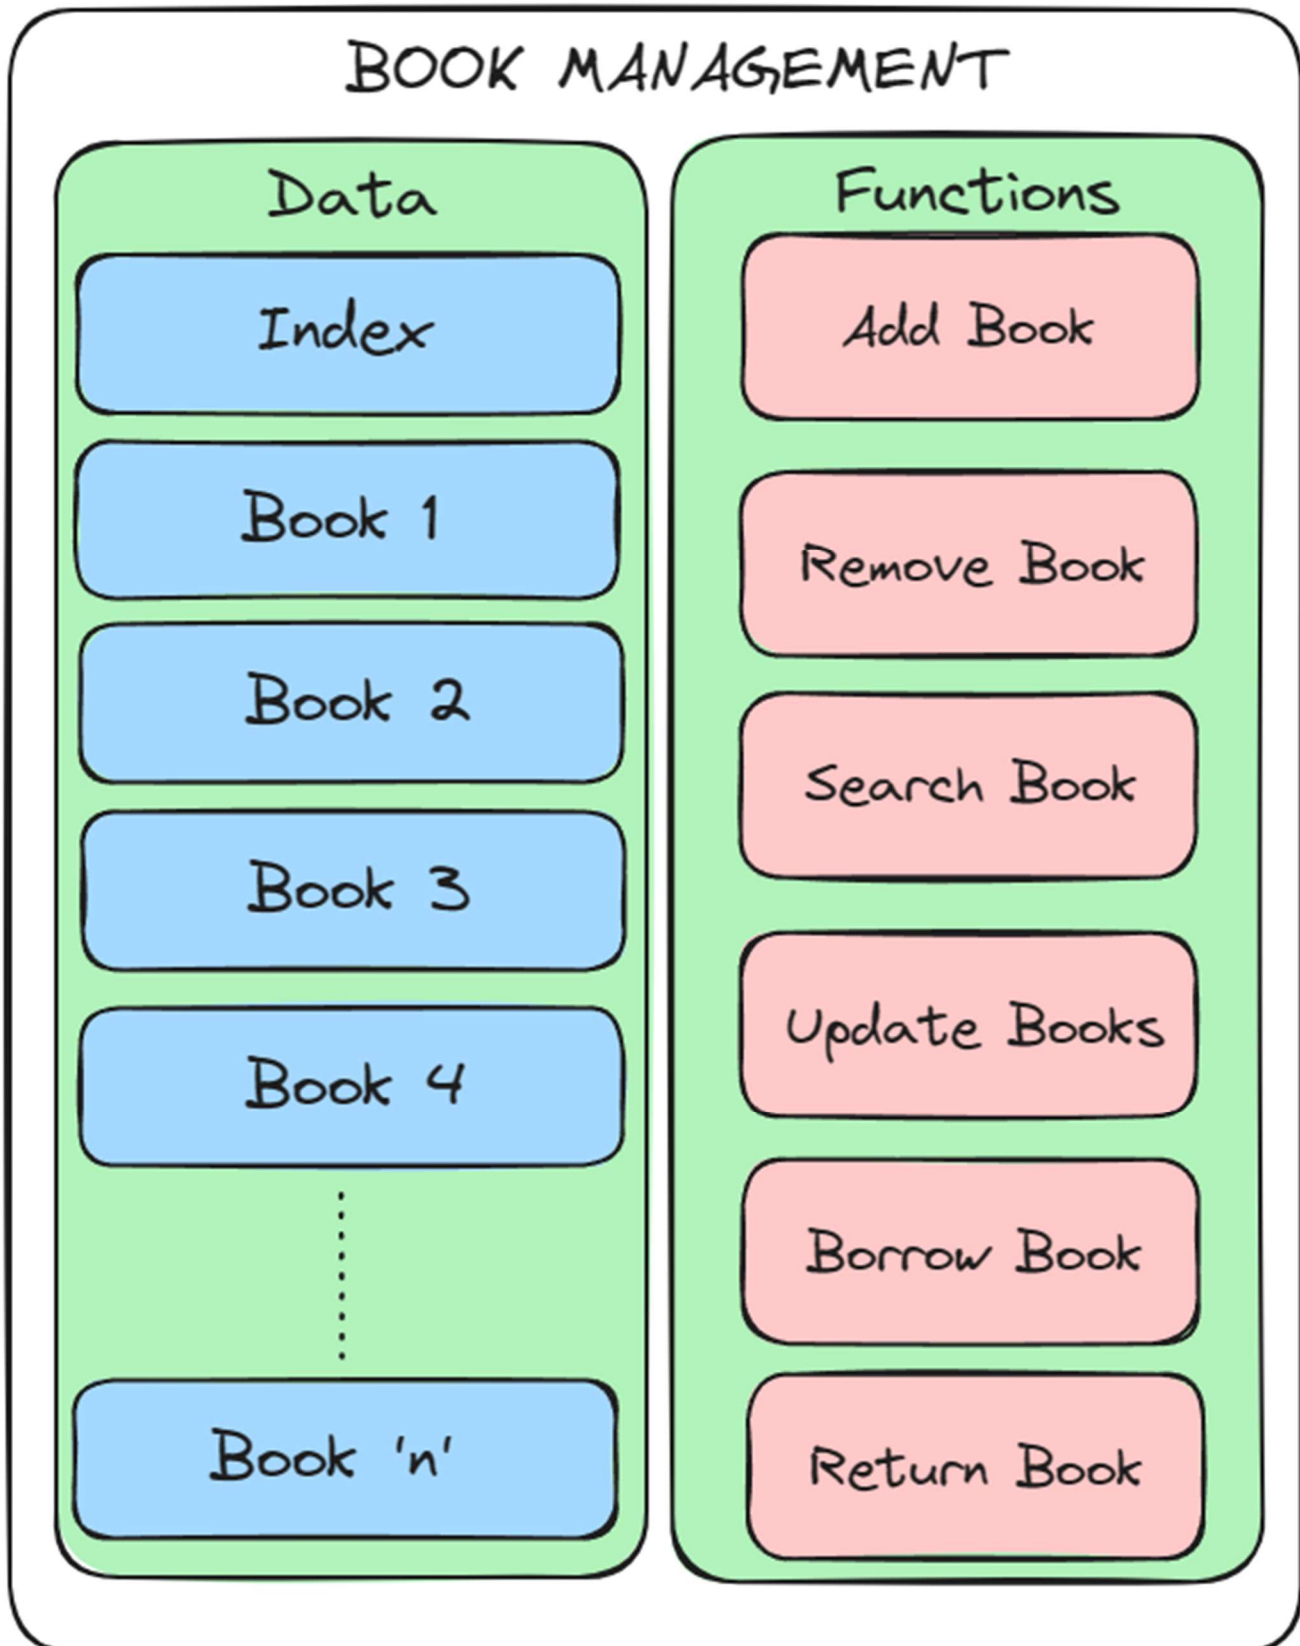 BOOK MANAGEMENT
Data
Index
Book 1
Book 2
Book 3
Book 4
Book 'n'
Functions
Add Book
Remove Book
Search Book
Update Books
Borrow Book
Return Book